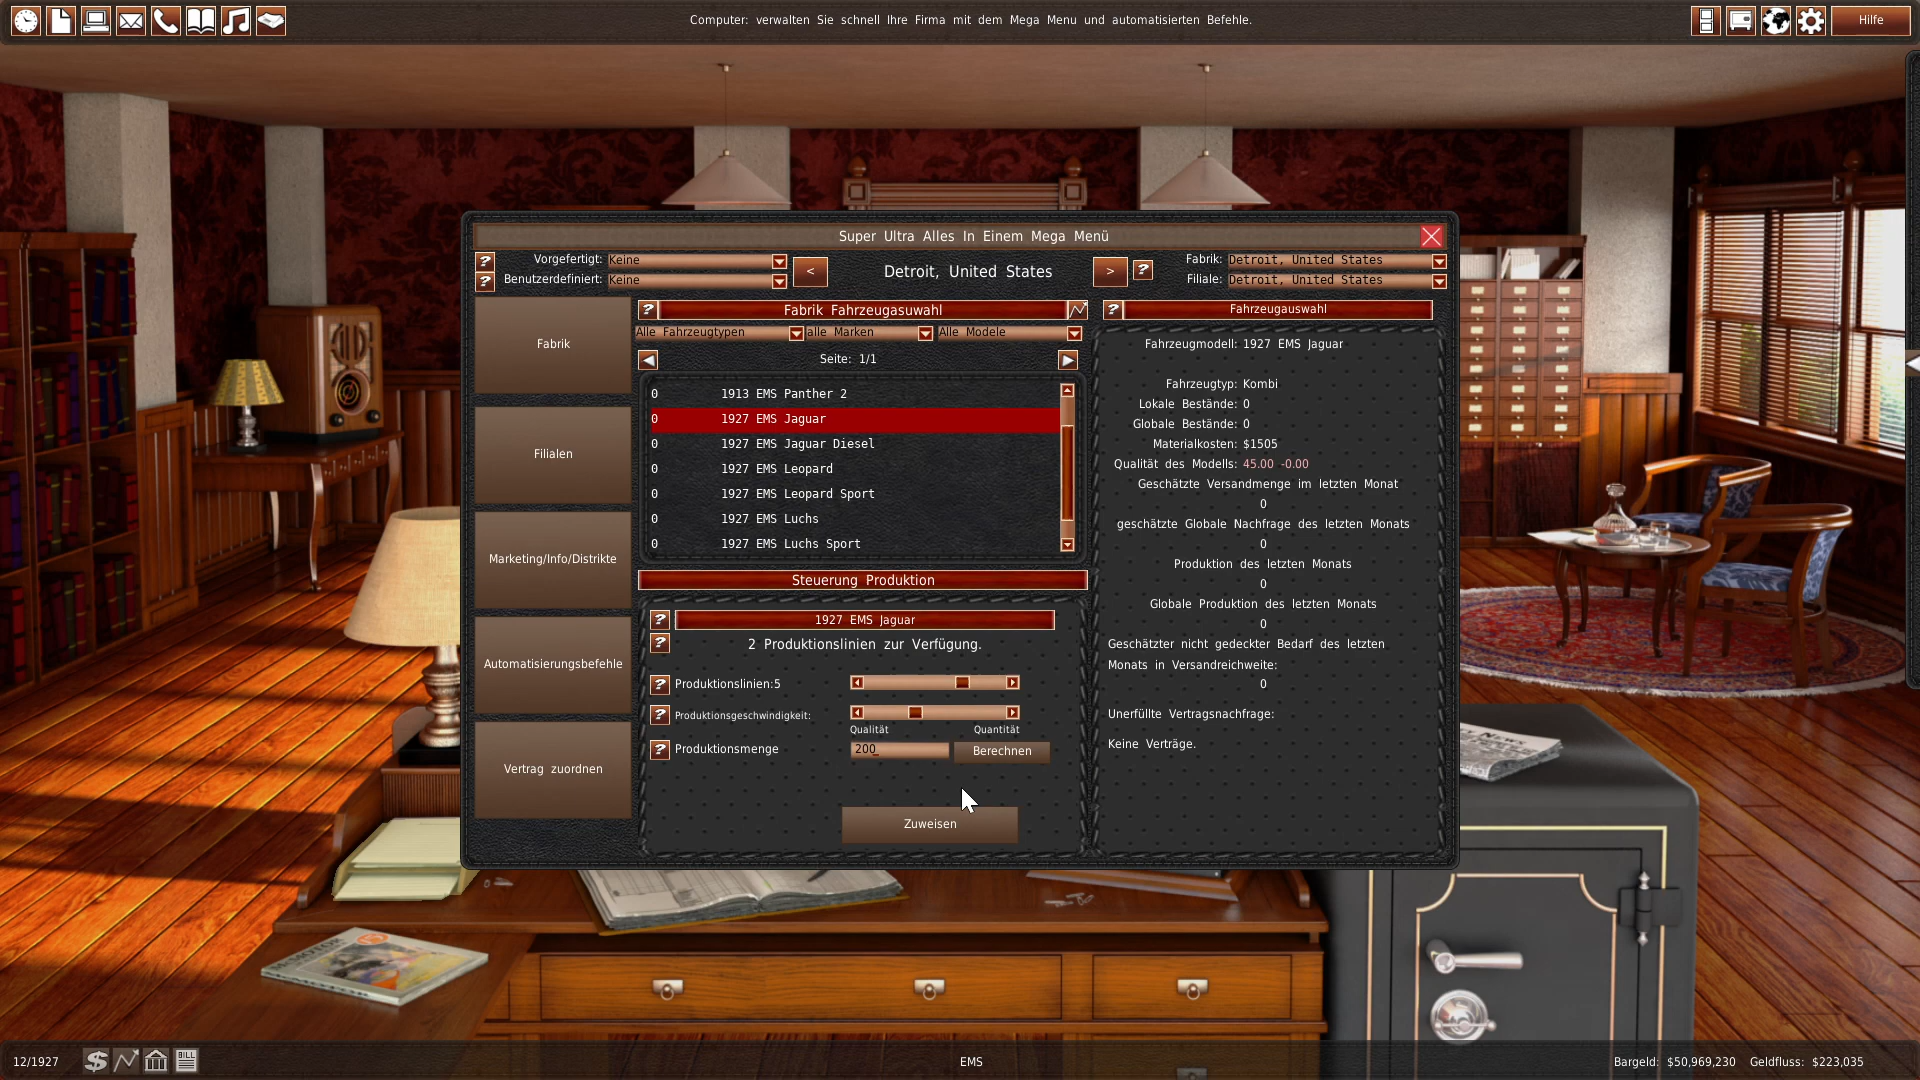 Computer: verwalten Sie schnell Ihre Firma mit dem Mega Menu und automatisierten Befehle.
Hilfe
Super Ultra Alles In Einem Mega Menü
Vorgefertigt: Keine
Benutzerdefiniert: Keine
<
Detroit, United States
>
Fabrik: Detroit, United States
Filiale: Detroit, United States
Fabrik
Filialen
Marketing/Info/Distrikte
Automatisierungsbefehle
Vertrag zuordnen
Fabrik Fahrzeugasuwahl
Alle Fahrzeugtypen alle Marken Alle Modele
Seite: 1/1
0 1913 EMS Panther 2
0 1927 EMS Jaguar
0 1927 EMS Jaguar Diesel
0 1927 EMS Leopard
0 1927 EMS Leopard Sport
0 1927 EMS Luchs
0 1927 EMS Luchs Sport
Steuerung Produktion
1927 EMS Jaguar
2 Produktionslinien zur Verfügung.
Produktionslinien:5
Produktionsgeschwindigkeit:
Qualität Quantität
Produktionsmenge 200_ Berechnen
Zuweisen
Fahrzeugauswahl
Fahrzeugmodell: 1927 EMS Jaguar
Fahrzeugtyp: Kombi
Lokale Bestände: 0
Globale Bestände: 0
Materialkosten: $1505
Qualität des Modells: 45.00 -0.00
Geschätzte Versandmenge im letzten Monat
0
geschätzte Globale Nachfrage des letzten Monats
0
Produktion des letzten Monats
0
Globale Produktion des letzten Monats
0
Geschätzter nicht gedeckter Bedarf des letzten
Monats in Versandreichweite:
0
Unerfüllte Vertragsnachfrage:
Keine Verträge.
NEWS
12/1927
BILL
EMS
Bargeld: $50,969,230 Geldfluss: $223,035